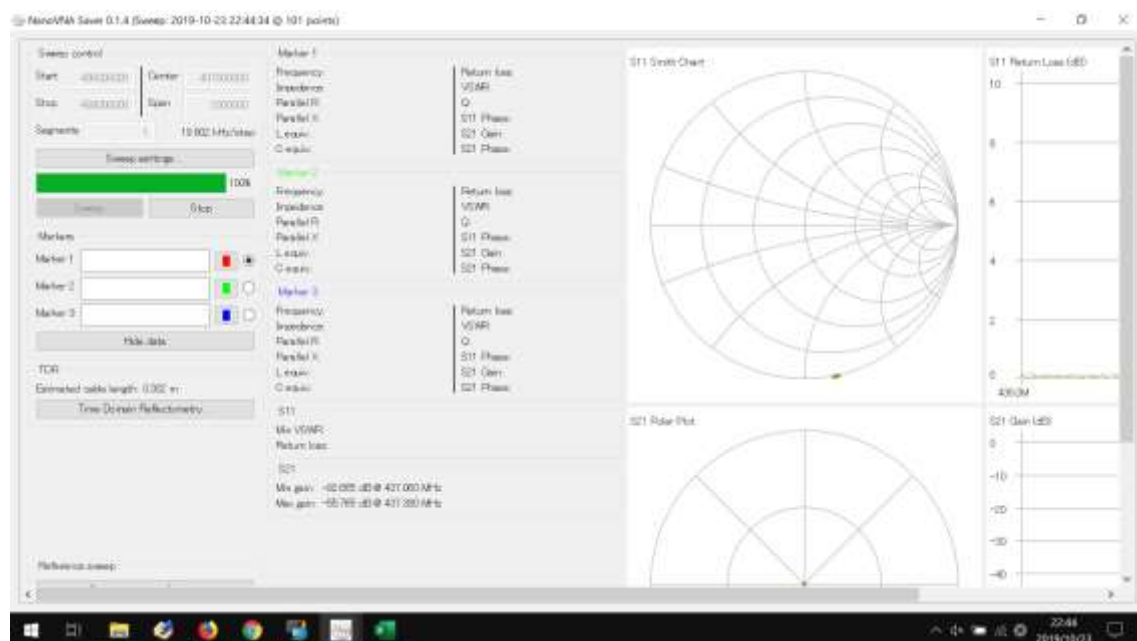 NanoVNA Saver 0.1.4 (Sweep: 2019-10-23 22:44:34 @ 101 points)
Sweep control
Start
Center
Stop
Span
Segments
Sweep settings...
100%
Sweep
Stop
Markers
Marker 1
Marker 2
Marker 3
Hide data
TDR
Estimated cable length:
Time Domain Reflectometry...
Reference sweep
Marker 1
Frequency:
Impedance:
Parallel R:
Parallel X:
L equiv.:
C equiv.:
Return loss:
VSWR:
Q:
S11 Phase:
S21 Gain:
S21 Phase:
Marker 2
Frequency:
Impedance:
Parallel R:
Parallel X:
L equiv.:
C equiv.:
Return loss:
VSWR:
Q:
S11 Phase:
S21 Gain:
S21 Phase:
Marker 3
Frequency:
Impedance:
Parallel R:
Parallel X:
L equiv.:
C equiv.:
Return loss:
VSWR:
Q:
S11 Phase:
S21 Gain:
S21 Phase:
S11
Min VSWR:
Return loss:
S21
Min gain:
Max gain:
S11 Smith Chart
S11 Return Loss (dB)
10
8
6
4
2
0
S21 Polar Plot
S21 Gain (dB)
0
-10
-20
-30
-40
22:44
2019/10/23